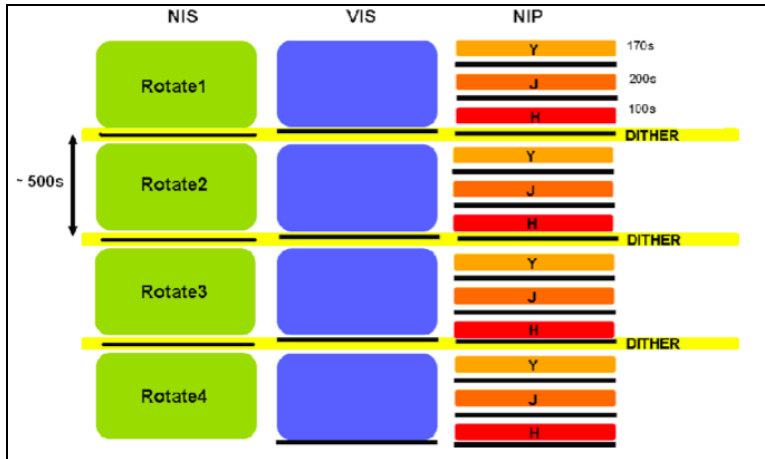 NIS VIS NIP
Y 170s
Rotate1 J 200s
H 100s
DITHER
Y
~ 500s Rotate2 J
H
DITHER
Y
Rotate3 J
H
DITHER
Y
Rotate4 J
H